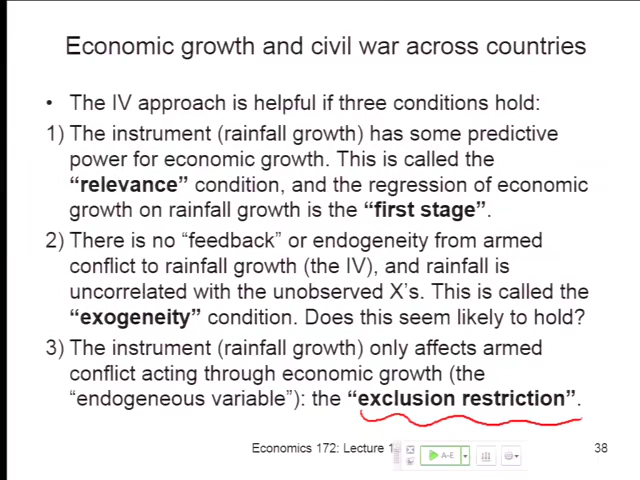 Economic growth and civil war across countries
• The IV approach is helpful if three conditions hold:
1) The instrument (rainfall growth) has some predictive
power for economic growth. This is called the
“relevance” condition, and the regression of economic
growth on rainfall growth is the “first stage”.
2) There is no “feedback” or endogeneity from armed
conflict to rainfall growth (the IV), and rainfall is
uncorrelated with the unobserved X’s. This is called the
“exogeneity” condition. Does this seem likely to hold?
3) The instrument (rainfall growth) only affects armed
conflict acting through economic growth (the
“endogeneous variable”): the “exclusion restriction”.
Economics 172: Lecture 1
A-E
38